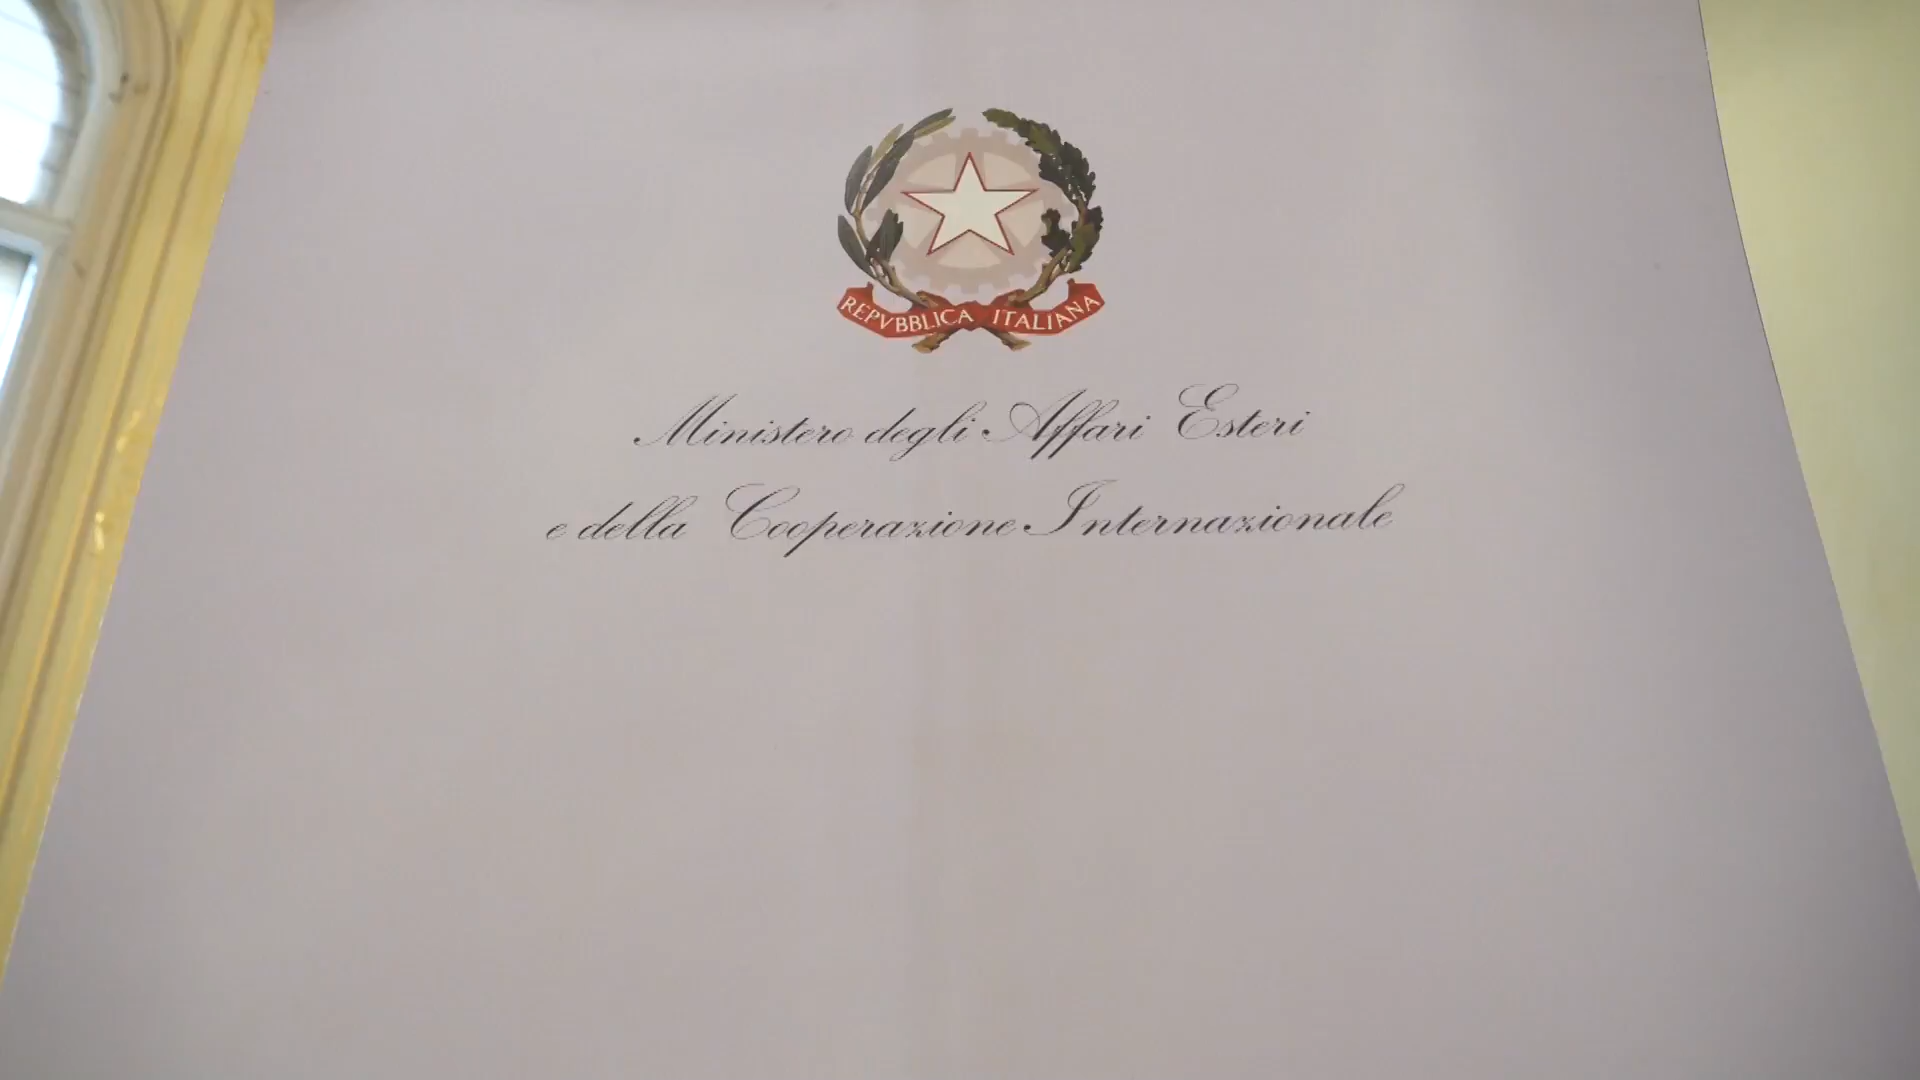 REPVBBLICA ITALIANA
Ministero degli Affari Esteri
e della Cooperazione Internazionale